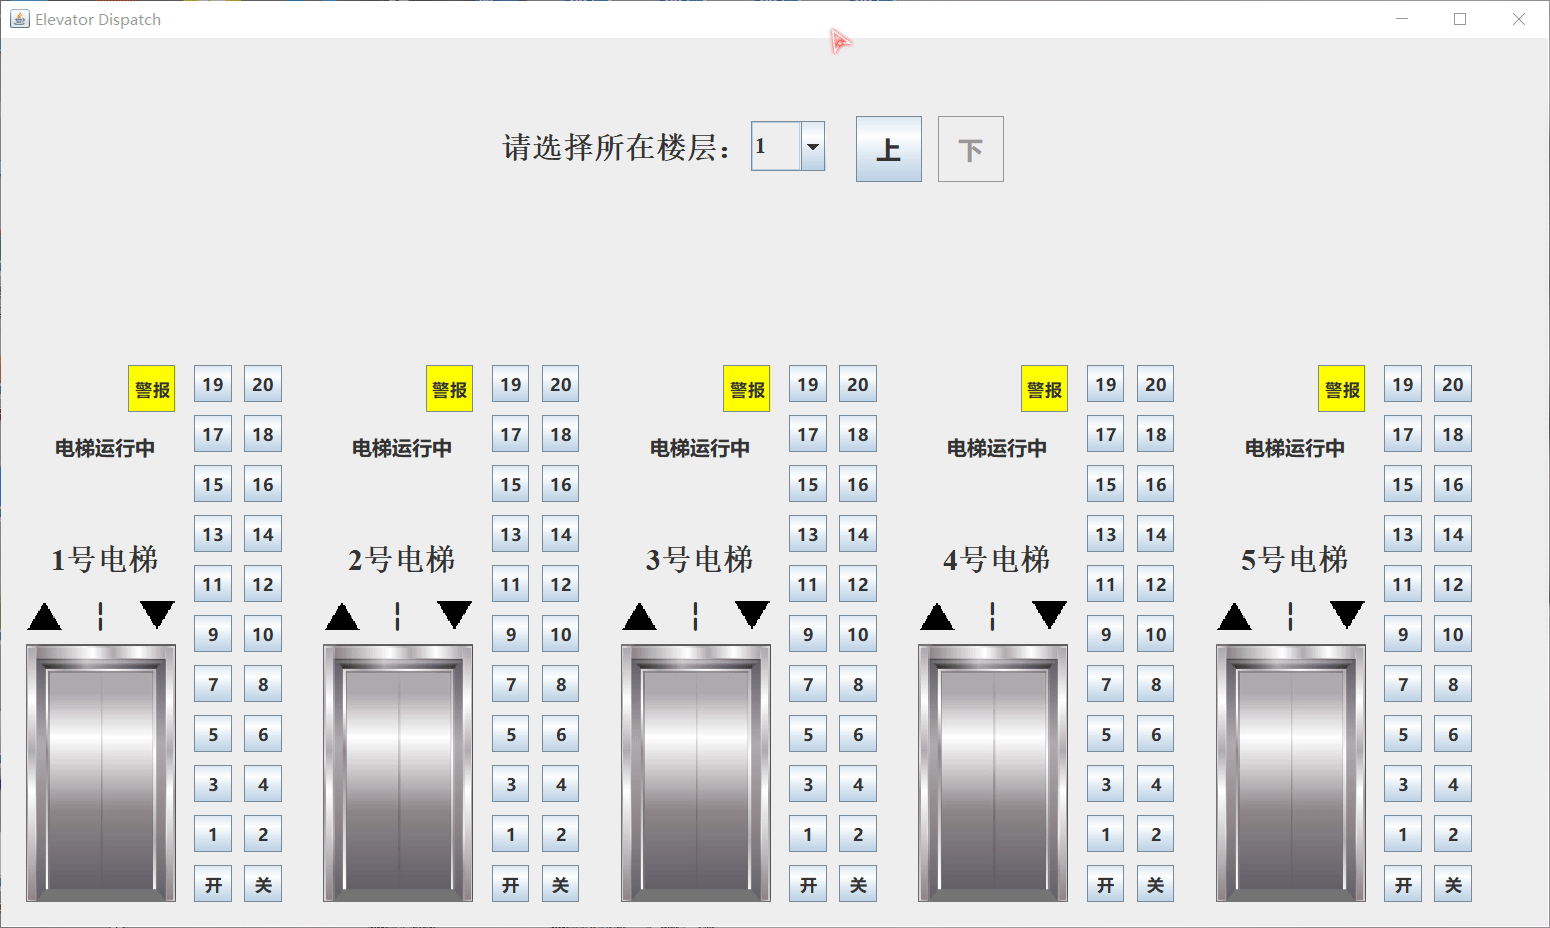 Elevator Dispatch
请选择所在楼层： 1 上 下
警报 19 20 警报 19 20 警报 19 20 警报 19 20 警报 19 20
电梯运行中 17 18 电梯运行中 17 18 电梯运行中 17 18 电梯运行中 17 18 电梯运行中 17 18
15 16 15 16 15 16 15 16 15 16
1号电梯 13 14 2号电梯 13 14 3号电梯 13 14 4号电梯 13 14 5号电梯 13 14
11 12 11 12 11 12 11 12 11 12
9 10 9 10 9 10 9 10 9 10
7 8 7 8 7 8 7 8 7 8
5 6 5 6 5 6 5 6 5 6
3 4 3 4 3 4 3 4 3 4
1 2 1 2 1 2 1 2 1 2
开 关 开 关 开 关 开 关 开 关